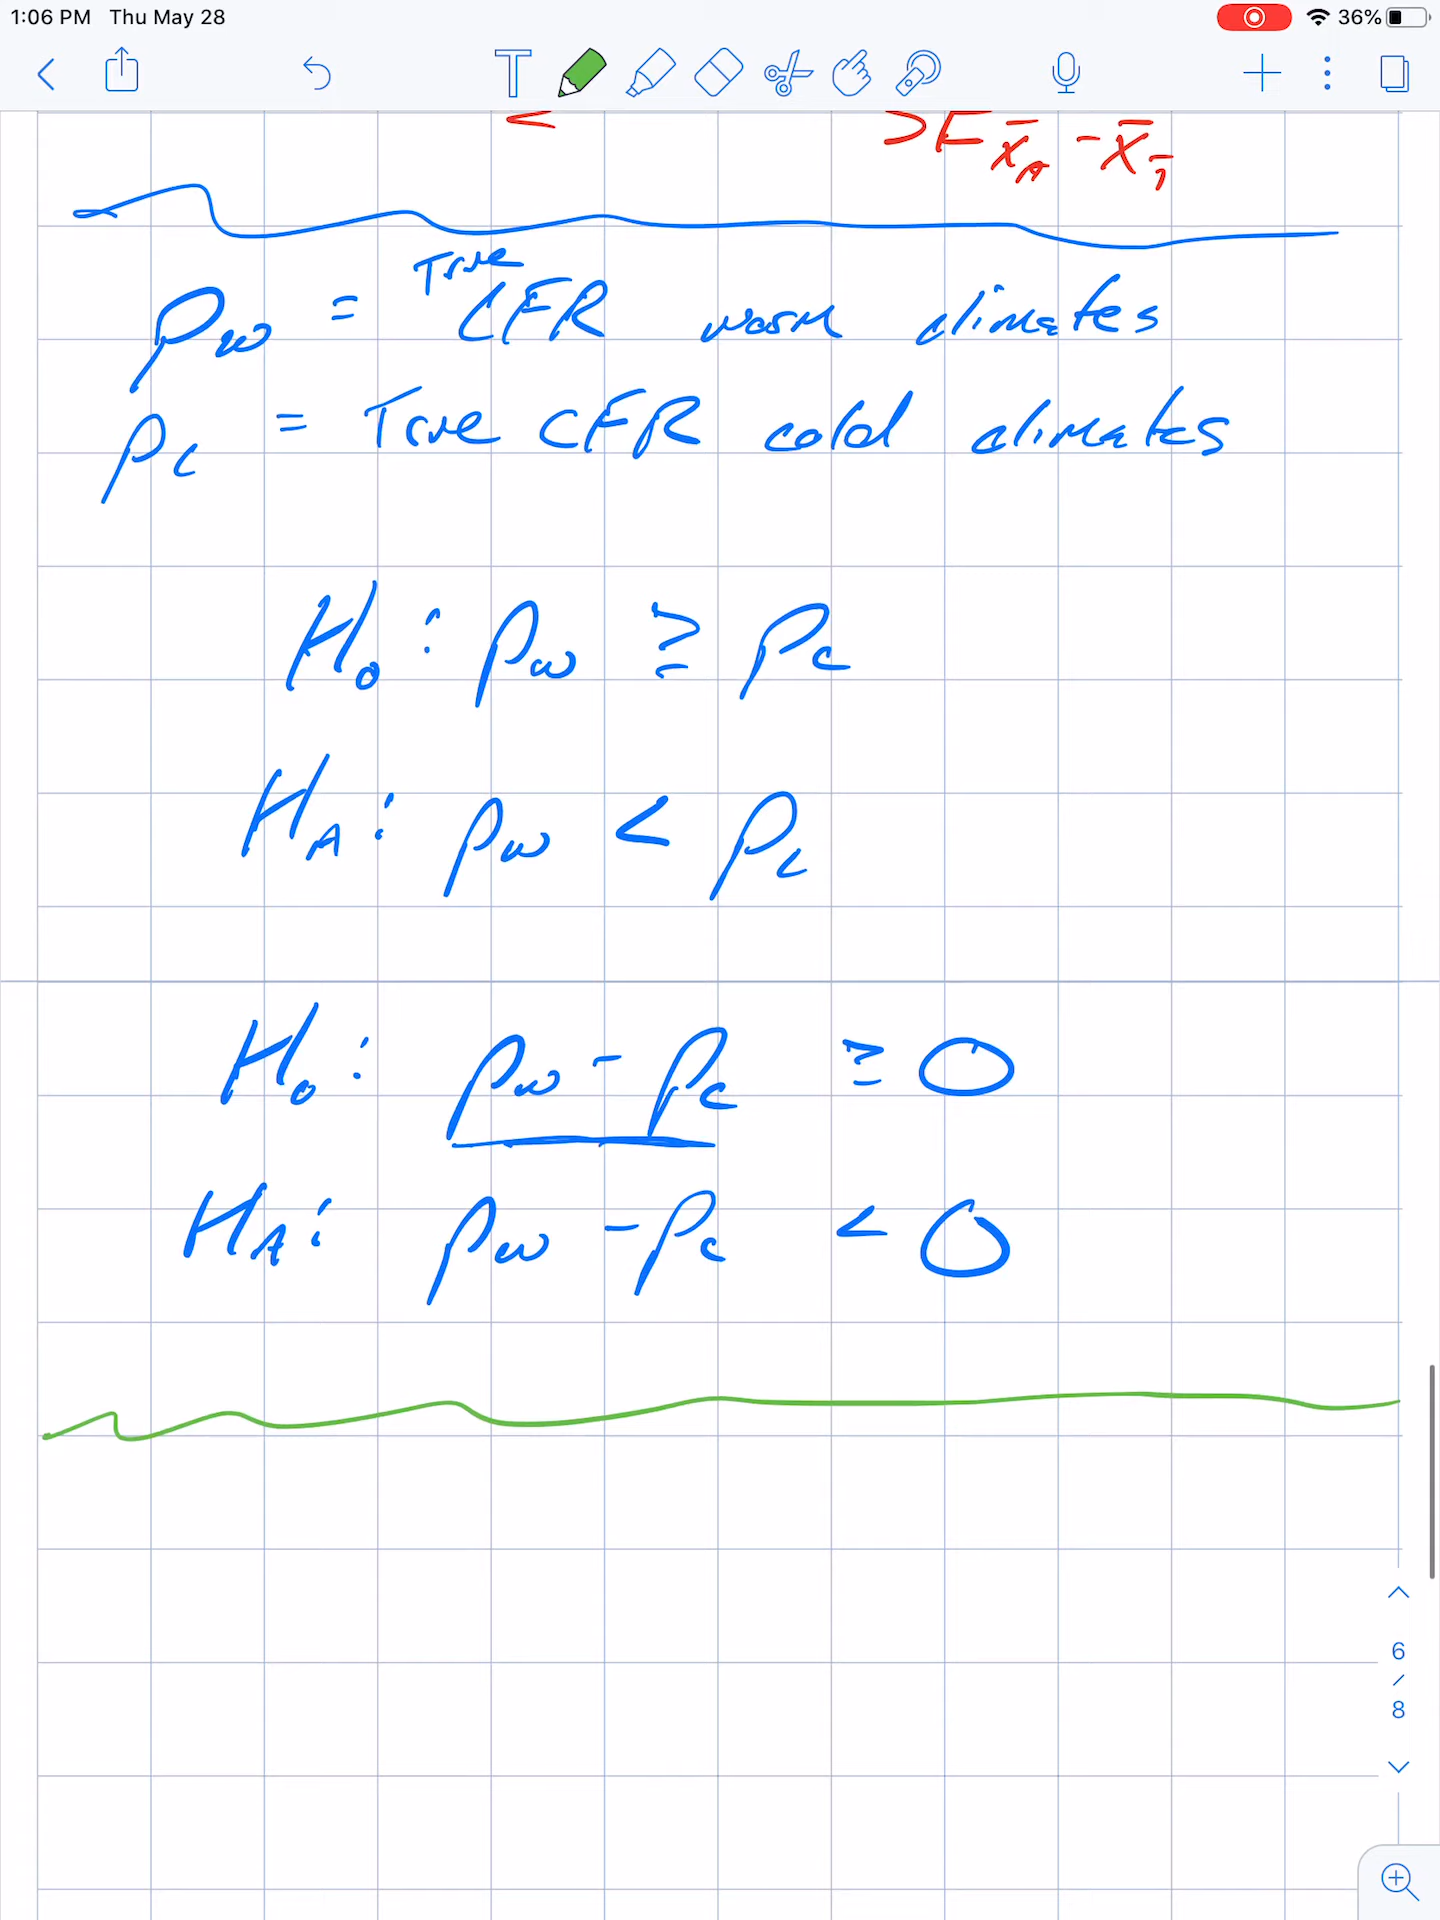 1:06 PM Thu May 28 36%
T
< SE x̄A - x̄T
True
pw = CFR warm climates
pc = True CFR cold climates
H0 : pw ≥ pc
HA : pw < pc
H0 : pw - pc ≥ 0
HA : pw - pc < 0
6
/
8